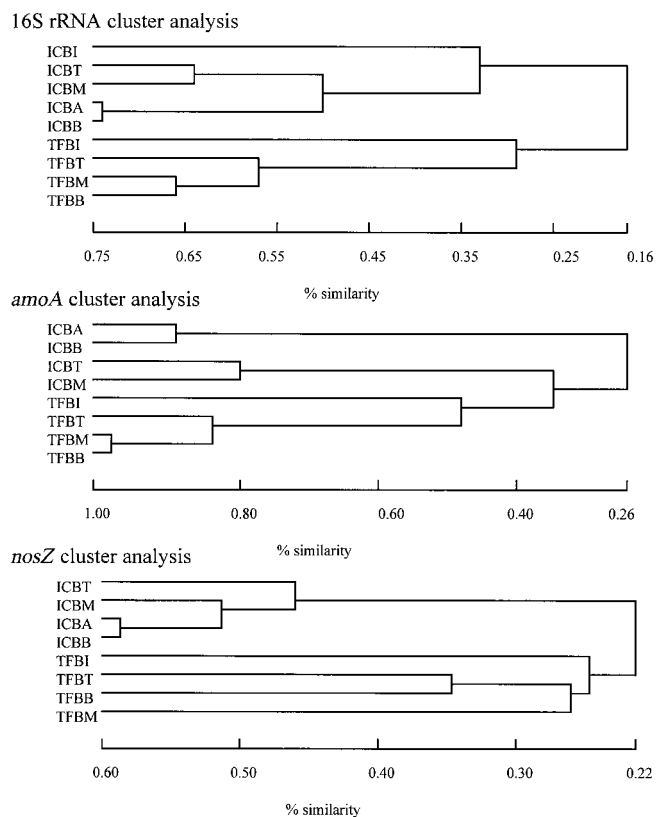 16S rRNA cluster analysis
ICBI
ICBT
ICBM
ICBA
ICBB
TFBI
TFBT
TFBM
TFBB
0.75 0.65 0.55 0.45 0.35 0.25 0.16
% similarity
amoA cluster analysis
ICBA
ICBB
ICBT
ICBM
TFBI
TFBT
TFBM
TFBB
1.00 0.80 0.60 0.40 0.26
% similarity
nosZ cluster analysis
ICBT
ICBM
ICBA
ICBB
TFBI
TFBT
TFBB
TFBM
0.60 0.50 0.40 0.30 0.22
% similarity